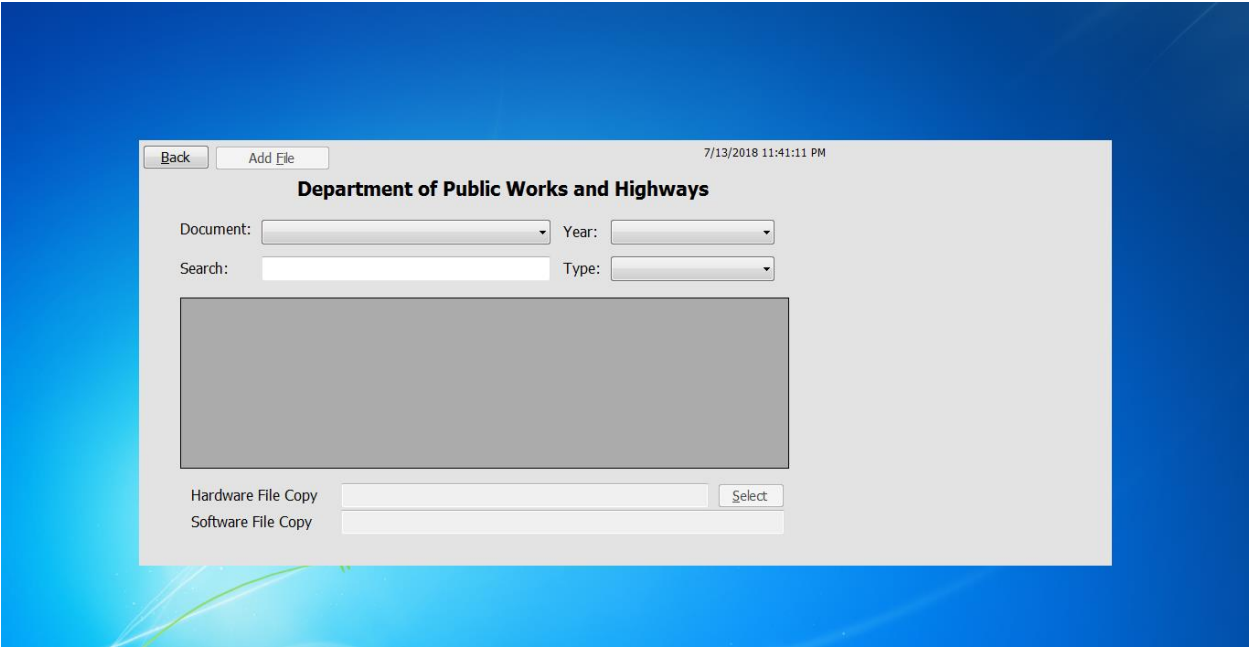 Back Add File 7/13/2018 11:41:11 PM
Department of Public Works and Highways
Document: Year:
Search: Type:
Hardware File Copy Select
Software File Copy